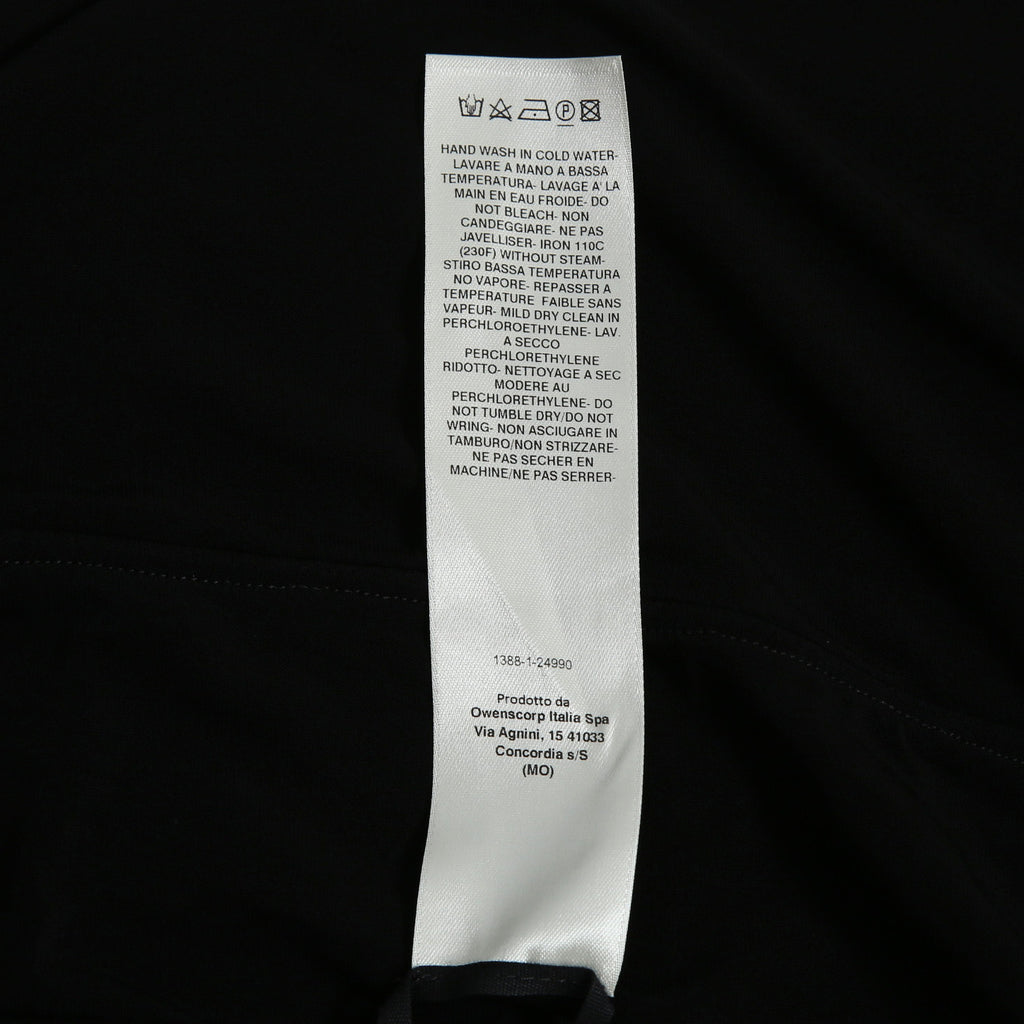 P
HAND WASH IN COLD WATER-
LAVARE A MANO A BASSA
TEMPERATURA- LAVAGE A' LA
MAIN EN EAU FROIDE- DO
NOT BLEACH- NON
CANDEGGIARE- NE PAS
JAVELLISER- IRON 110C
(230F) WITHOUT STEAM-
STIRO BASSA TEMPERATURA
NO VAPORE- REPASSER A
TEMPERATURE FAIBLE SANS
VAPEUR- MILD DRY CLEAN IN
PERCHLOROETHYLENE- LAV.
A SECCO
PERCHLORETHYLENE
RIDOTTO- NETTOYAGE A SEC
MODERE AU
PERCHLORETHYLENE- DO
NOT TUMBLE DRY/DO NOT
WRING- NON ASCIUGARE IN
TAMBURO/NON STRIZZARE-
NE PAS SECHER EN
MACHINE/NE PAS SERRER-
1388-1-24990
Prodotto da
Owenscorp Italia Spa
Via Agnini, 15 41033
Concordia s/S
(MO)